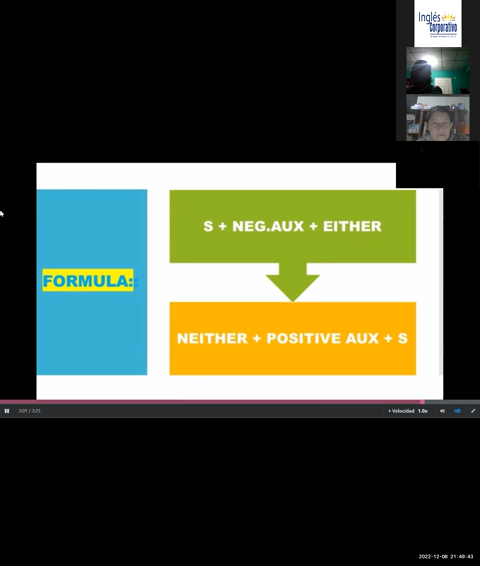 Inglés
Corporativo
S + NEG.AUX + EITHER
FORMULA::
NEITHER + POSITIVE AUX + S
3:01 / 3:25
Velocidad 1.0x
HD
2022-12-08 21:49:43